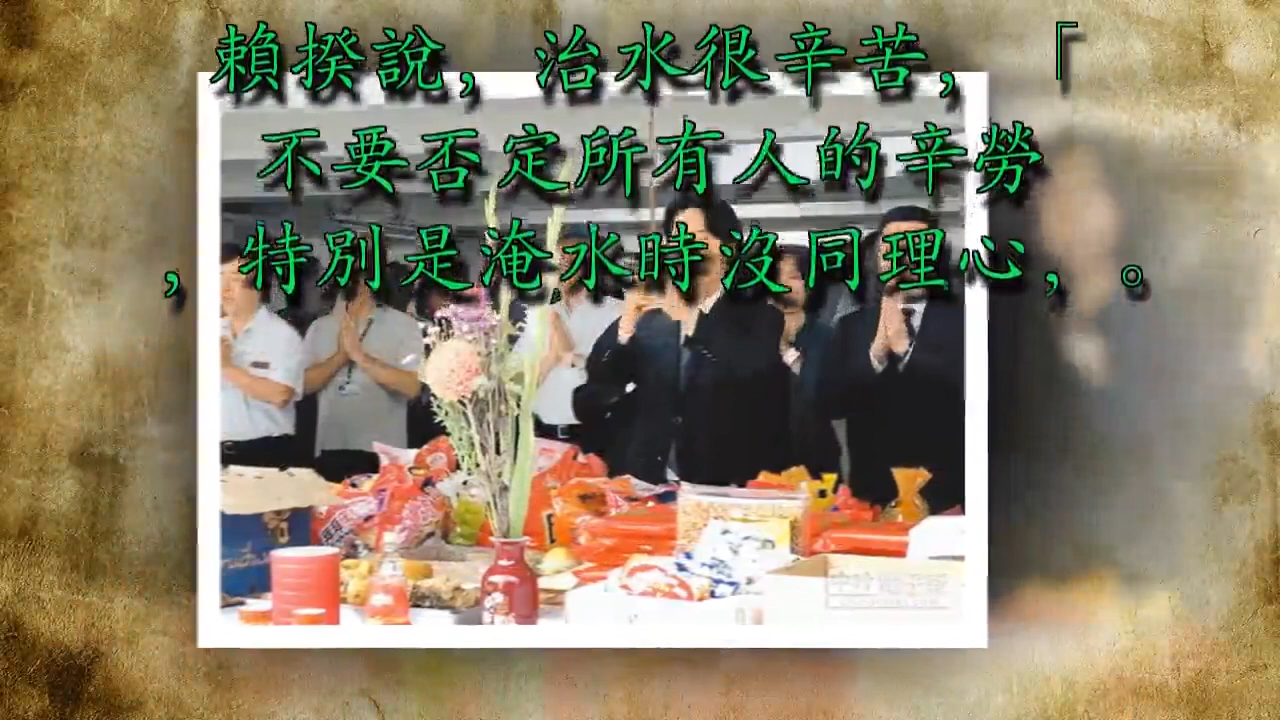 賴揆說，治水很辛苦，「
不要否定所有人的辛勞
，特別是淹水時沒同理心，。